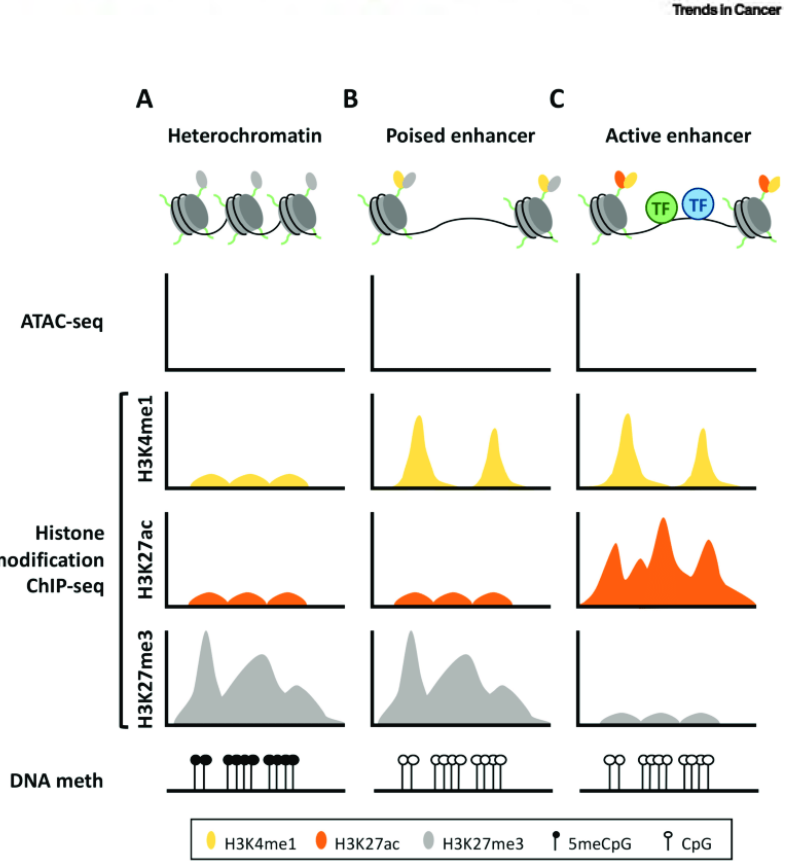 Trends in Cancer
A
B
C
Heterochromatin
Poised enhancer
Active enhancer
TF
TF
ATAC-seq
H3K4me1
Histone
modification
ChIP-seq
H3K27ac
H3K27me3
DNA meth
H3K4me1
H3K27ac
H3K27me3
5meCpG
CpG